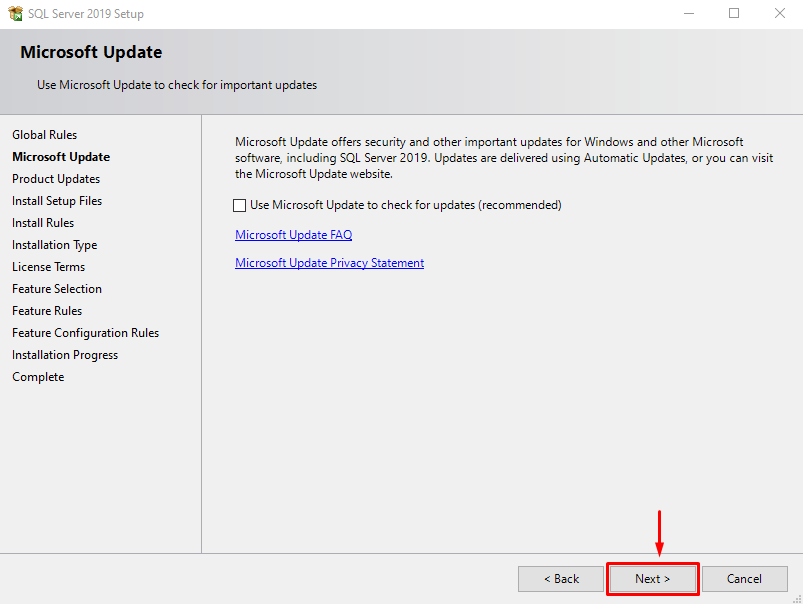 SQL Server 2019 Setup
Microsoft Update
Use Microsoft Update to check for important updates
Global Rules
Microsoft Update
Product Updates
Install Setup Files
Install Rules
Installation Type
License Terms
Feature Selection
Feature Rules
Feature Configuration Rules
Installation Progress
Complete
Microsoft Update offers security and other important updates for Windows and other Microsoft
software, including SQL Server 2019. Updates are delivered using Automatic Updates, or you can visit
the Microsoft Update website.
Use Microsoft Update to check for updates (recommended)
Microsoft Update FAQ
Microsoft Update Privacy Statement
< Back
Next >
Cancel